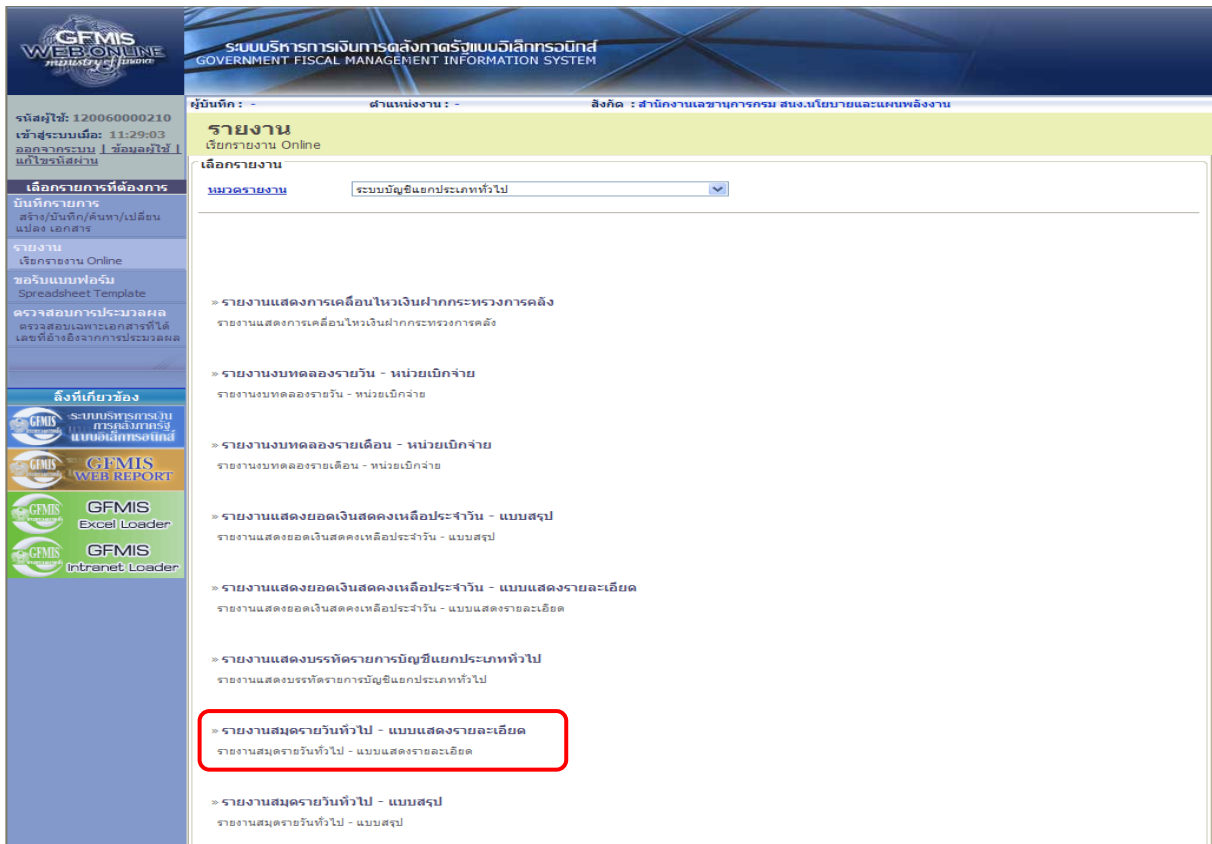 GFMIS
WEB ONLINE
ministry of finance
ระบบบริหารการเงินการคลังภาครัฐแบบอิเล็กทรอนิกส์
GOVERNMENT FISCAL MANAGEMENT INFORMATION SYSTEM
ผู้บันทึก : - ตำแหน่งงาน : - สังกัด : สำนักงานเลขานุการกรม สนง.นโยบายและแผนพลังงาน
รหัสผู้ใช้: 120060000210
เข้าสู่ระบบเมื่อ: 11:29:03
ออกจากระบบ | ข้อมูลผู้ใช้ |
แก้ไขรหัสผ่าน
เลือกรายการที่ต้องการ
บันทึกรายการ
สร้าง/บันทึก/ค้นหา/เปลี่ยน
แปลง เอกสาร
รายงาน
เรียกรายงาน Online
ขอรับแบบฟอร์ม
Spreadsheet Template
ตรวจสอบการประมวลผล
ตรวจสอบเฉพาะเอกสารที่ได้
เลขที่อ้างอิงจากการประมวลผล
ลิ้งที่เกี่ยวข้อง
GFMIS ระบบบริหารการเงิน
การคลังภาครัฐ
แบบอิเล็กทรอนิกส์
GFMIS GFMIS
WEB REPORT
GFMIS GFMIS
Excel Loader
GFMIS GFMIS
Intranet Loader
รายงาน
เรียกรายงาน Online
เลือกรายงาน
หมวดรายงาน ระบบบัญชีแยกประเภททั่วไป
» รายงานแสดงการเคลื่อนไหวเงินฝากกระทรวงการคลัง
รายงานแสดงการเคลื่อนไหวเงินฝากกระทรวงการคลัง
» รายงานงบทดลองรายวัน - หน่วยเบิกจ่าย
รายงานงบทดลองรายวัน - หน่วยเบิกจ่าย
» รายงานงบทดลองรายเดือน - หน่วยเบิกจ่าย
รายงานงบทดลองรายเดือน - หน่วยเบิกจ่าย
» รายงานแสดงยอดเงินสดคงเหลือประจำวัน - แบบสรุป
รายงานแสดงยอดเงินสดคงเหลือประจำวัน - แบบสรุป
» รายงานแสดงยอดเงินสดคงเหลือประจำวัน - แบบแสดงรายละเอียด
รายงานแสดงยอดเงินสดคงเหลือประจำวัน - แบบแสดงรายละเอียด
» รายงานแสดงบรรทัดรายการบัญชีแยกประเภททั่วไป
รายงานแสดงบรรทัดรายการบัญชีแยกประเภททั่วไป
» รายงานสมุดรายวันทั่วไป - แบบแสดงรายละเอียด
รายงานสมุดรายวันทั่วไป - แบบแสดงรายละเอียด
» รายงานสมุดรายวันทั่วไป - แบบสรุป
รายงานสมุดรายวันทั่วไป - แบบสรุป